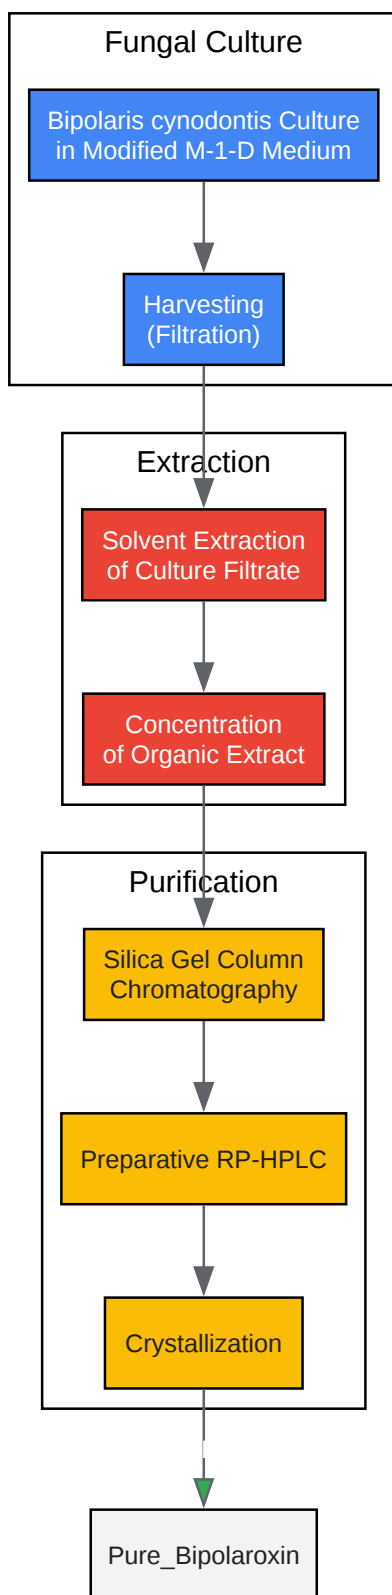 Fungal Culture
Bipolaris cynodontis Culture
in Modified M-1-D Medium
Harvesting
(Filtration)
Extraction
Solvent Extraction
of Culture Filtrate
Concentration
of Organic Extract
Purification
Silica Gel Column
Chromatography
Preparative RP-HPLC
Crystallization
Pure_Bipolaroxin